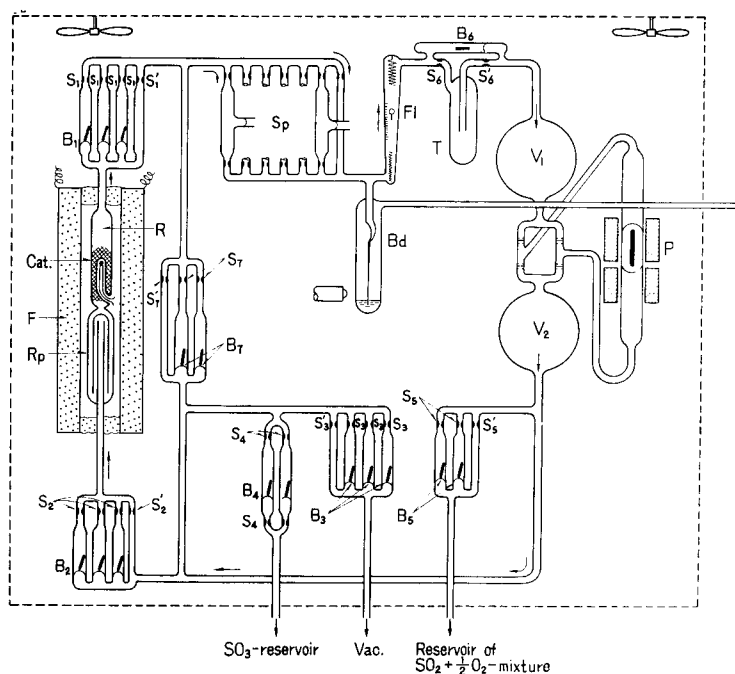 B6
S1 S1 S1 S1 S'1
S6 S'6
Sp
Fl
T
V1
B1
R
Bd
P
Cat.
S'7 S7
F
V2
Rp
B7
S5
S4
S'3 S3 S3 S3
S'5
S2 S'2
B4
S4
B3
B5
B2
SO3-reservoir
Vac.
Reservoir of
SO2 + 1/2 O2-mixture